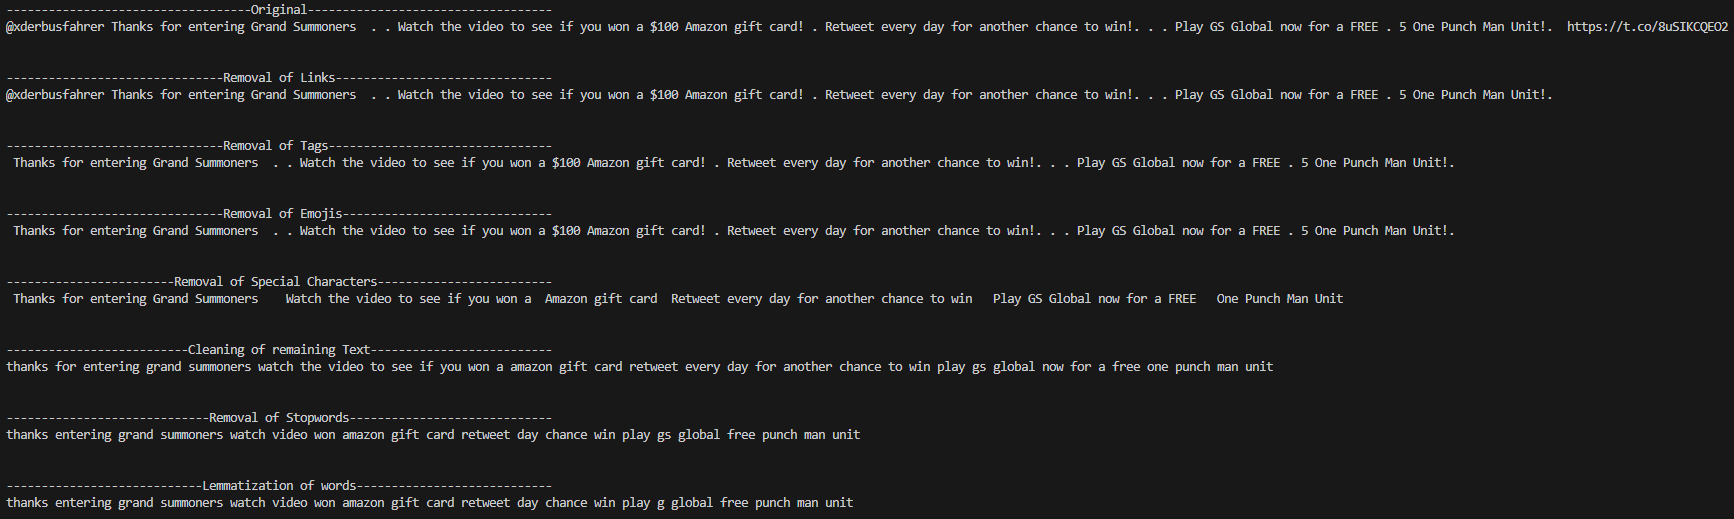 -----------------------------------Original-----------------------------------
@xderbusfahrer Thanks for entering Grand Summoners  . . Watch the video to see if you won a $100 Amazon gift card! . Retweet every day for another chance to win!. . . Play GS Global now for a FREE . 5 One Punch Man Unit!.  https://t.co/8uSIKCQEO2
-------------------------------Removal of Links-------------------------------
@xderbusfahrer Thanks for entering Grand Summoners  . . Watch the video to see if you won a $100 Amazon gift card! . Retweet every day for another chance to win!. . . Play GS Global now for a FREE . 5 One Punch Man Unit!.
-------------------------------Removal of Tags--------------------------------
 Thanks for entering Grand Summoners  . . Watch the video to see if you won a $100 Amazon gift card! . Retweet every day for another chance to win!. . . Play GS Global now for a FREE . 5 One Punch Man Unit!.
-------------------------------Removal of Emojis------------------------------
 Thanks for entering Grand Summoners  . . Watch the video to see if you won a $100 Amazon gift card! . Retweet every day for another chance to win!. . . Play GS Global now for a FREE . 5 One Punch Man Unit!.
------------------------Removal of Special Characters-------------------------
 Thanks for entering Grand Summoners    Watch the video to see if you won a  Amazon gift card  Retweet every day for another chance to win   Play GS Global now for a FREE   One Punch Man Unit
--------------------------Cleaning of remaining Text--------------------------
thanks for entering grand summoners watch the video to see if you won a amazon gift card retweet every day for another chance to win play gs global now for a free one punch man unit
-----------------------------Removal of Stopwords-----------------------------
thanks entering grand summoners watch video won amazon gift card retweet day chance win play gs global free punch man unit
----------------------------Lemmatization of words----------------------------
thanks entering grand summoners watch video won amazon gift card retweet day chance win play g global free punch man unit